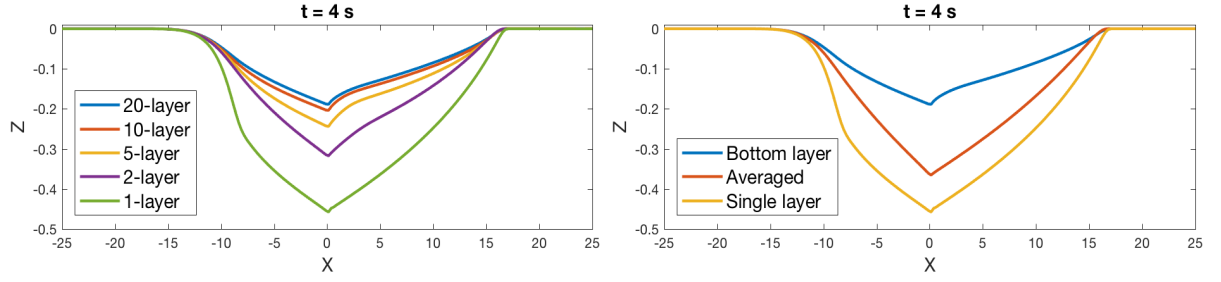 t = 4 s
Z
0
-0.1
-0.2
-0.3
-0.4
-0.5
20-layer
10-layer
5-layer
2-layer
1-layer
-25 -20 -15 -10 -5 0 5 10 15 20 25
X
t = 4 s
Z
0
-0.1
-0.2
-0.3
-0.4
-0.5
Bottom layer
Averaged
Single layer
-25 -20 -15 -10 -5 0 5 10 15 20 25
X